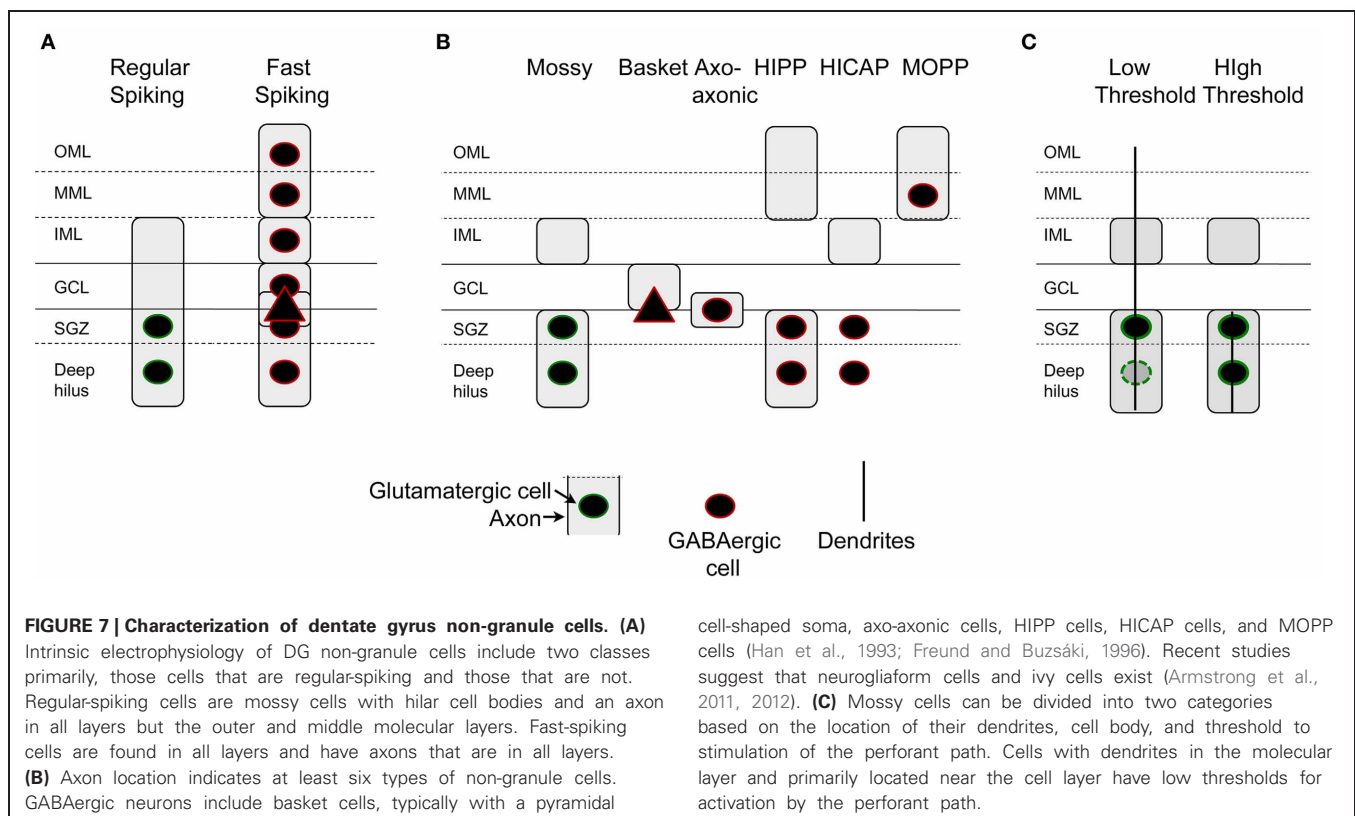 A
Regular
Spiking
Fast
Spiking
OML
MML
IML
GCL
SGZ
Deep
hilus
B
Mossy
Basket
Axo-
axonic
HIPP
HICAP
MOPP
OML
MML
IML
GCL
SGZ
Deep
hilus
C
Low
Threshold
HIgh
Threshold
OML
MML
IML
GCL
SGZ
Deep
hilus
Glutamatergic cell
Axon
GABAergic
cell
Dendrites
FIGURE 7 | Characterization of dentate gyrus non-granule cells. (A)
Intrinsic electrophysiology of DG non-granule cells include two classes
primarily, those cells that are regular-spiking and those that are not.
Regular-spiking cells are mossy cells with hilar cell bodies and an axon
in all layers but the outer and middle molecular layers. Fast-spiking
cells are found in all layers and have axons that are in all layers.
(B) Axon location indicates at least six types of non-granule cells.
GABAergic neurons include basket cells, typically with a pyramidal
cell-shaped soma, axo-axonic cells, HIPP cells, HICAP cells, and MOPP
cells (Han et al., 1993; Freund and Buzsáki, 1996). Recent studies
suggest that neurogliaform cells and ivy cells exist (Armstrong et al.,
2011, 2012). (C) Mossy cells can be divided into two categories
based on the location of their dendrites, cell body, and threshold to
stimulation of the perforant path. Cells with dendrites in the molecular
layer and primarily located near the cell layer have low thresholds for
activation by the perforant path.